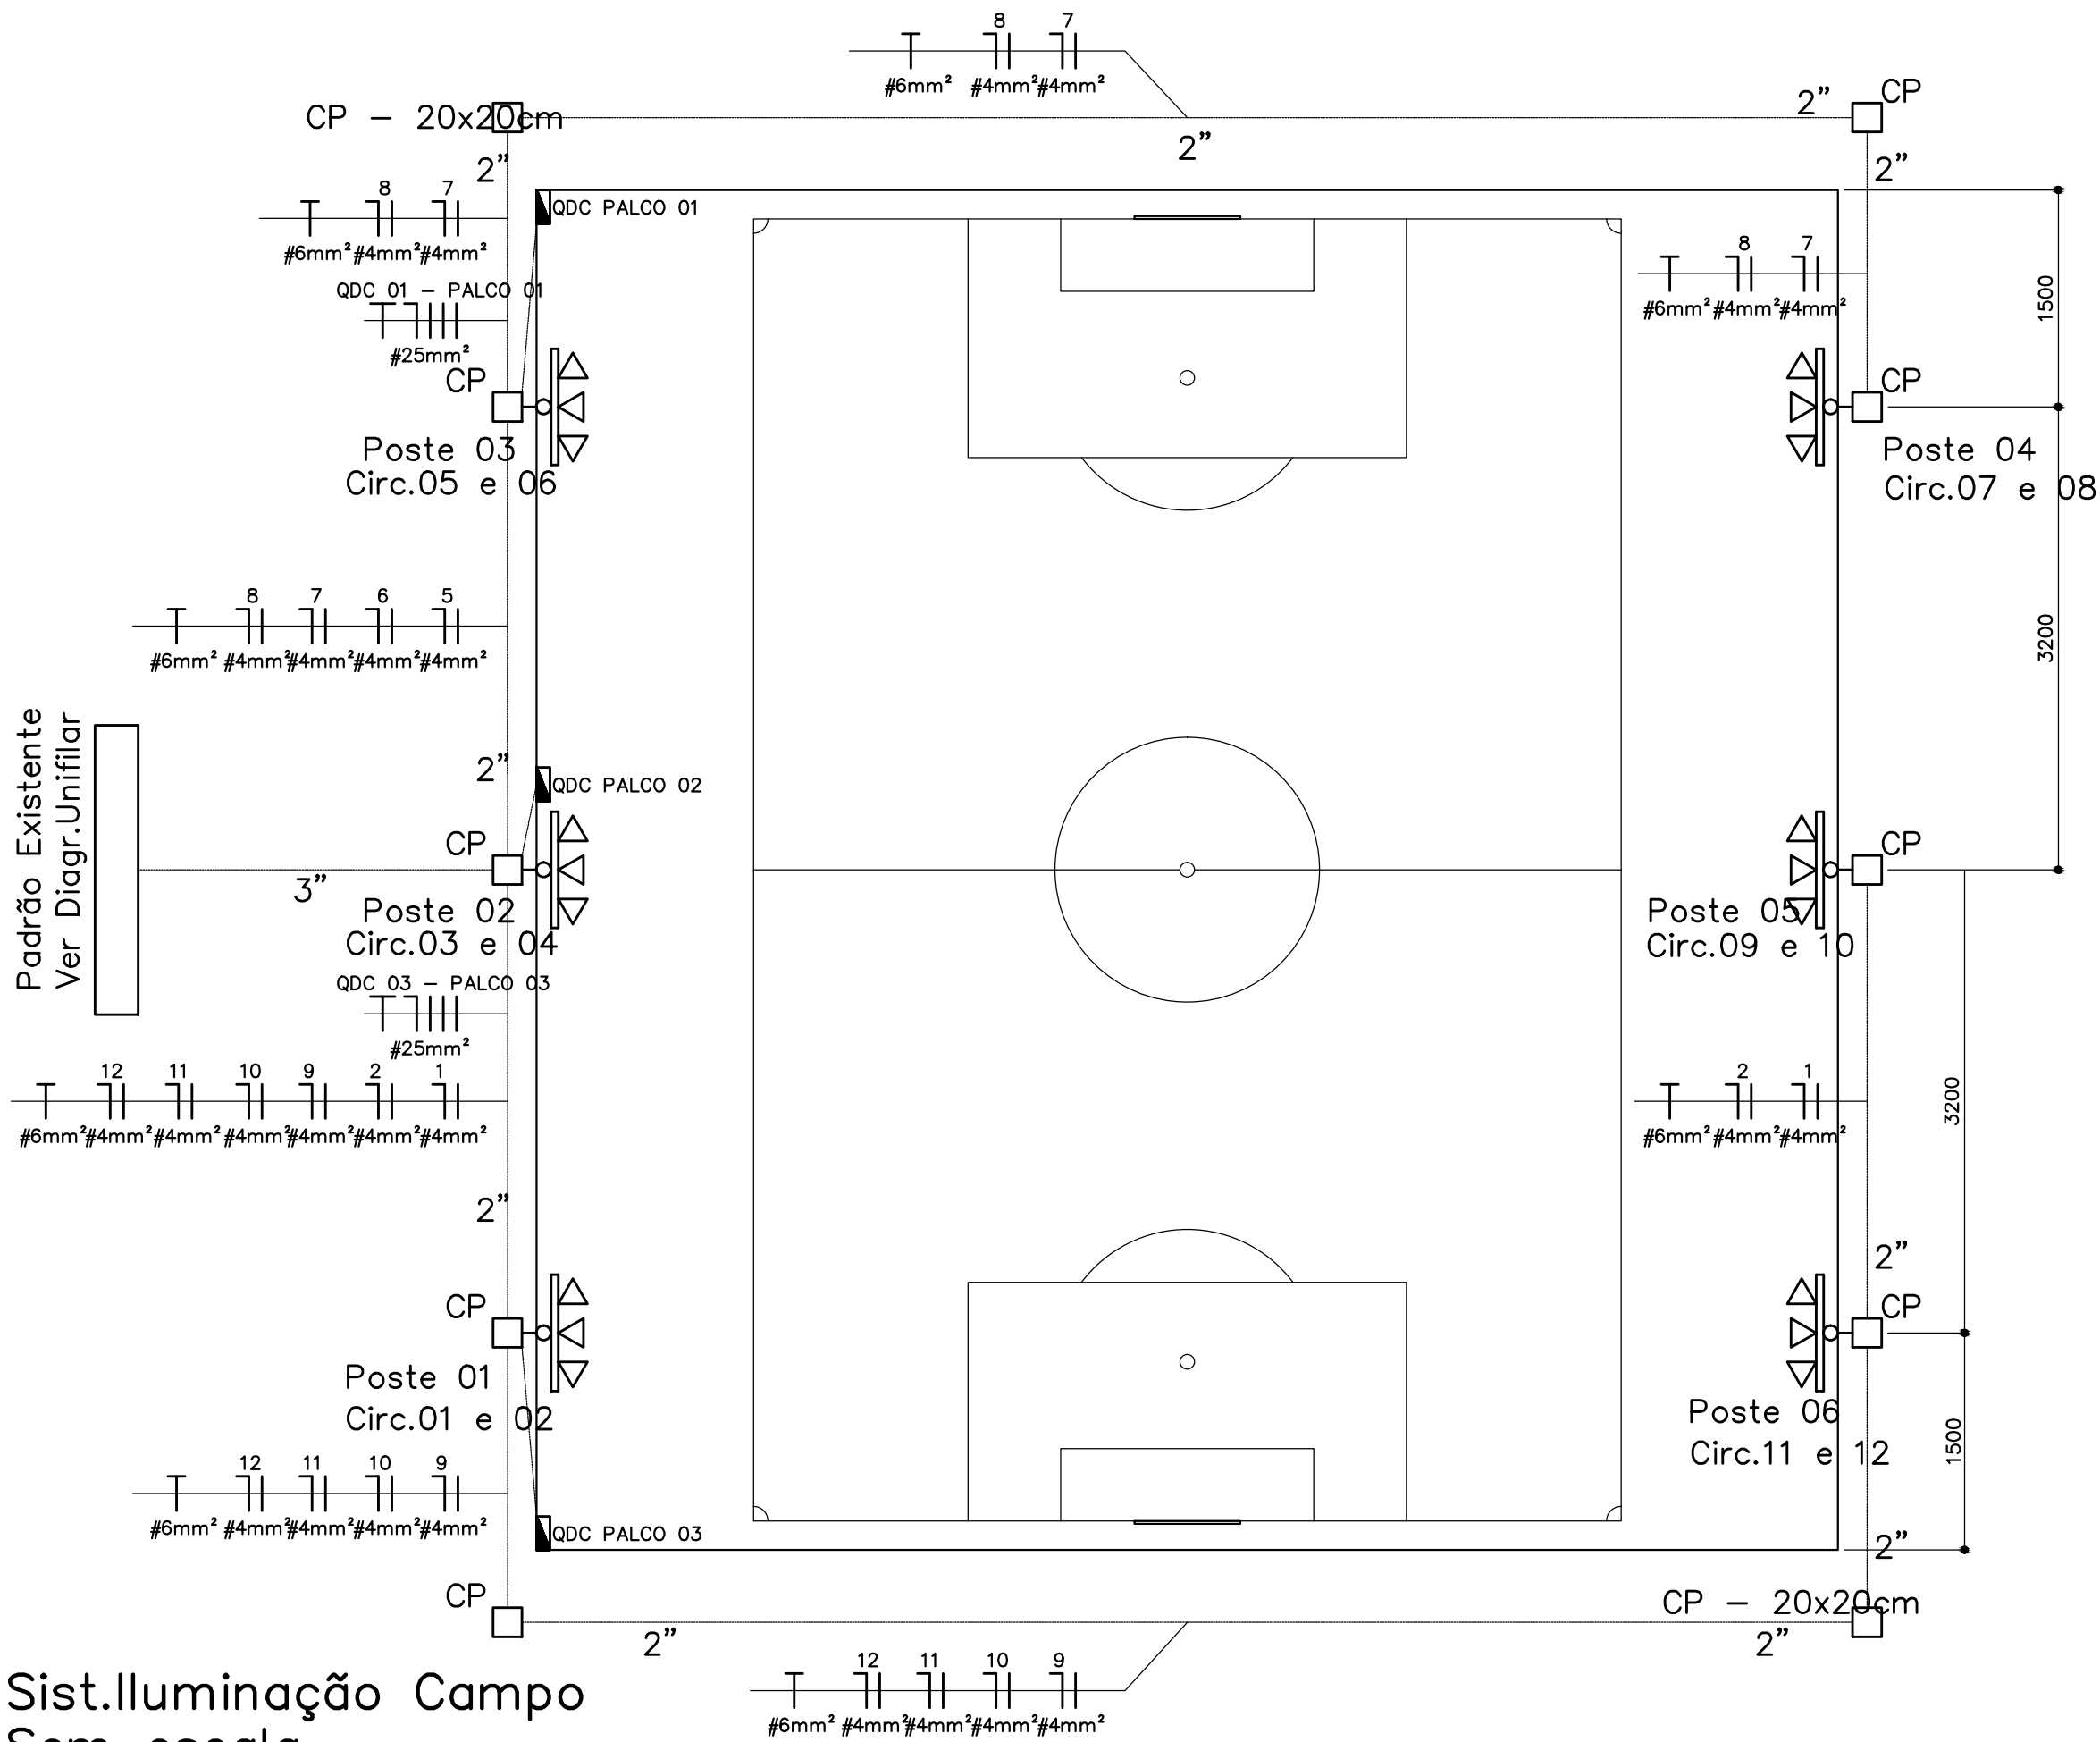 8 7
#6mm² #4mm² #4mm²
CP
2”
CP - 20x20cm
2”
2”
2”
8 7
#6mm² #4mm² #4mm²
QDC PALCO 01
8 7
#6mm² #4mm² #4mm²
QDC 01 - PALCO 01
#25mm²
1500
CP
CP
Poste 03
Circ.05 e 06
Poste 04
Circ.07 e 08
8 7 6 5
#6mm² #4mm² #4mm² #4mm² #4mm²
3200
Padrão Existente
Ver Diagr.Unifilar
2”
QDC PALCO 02
CP
CP
3”
Poste 02
Circ.03 e 04
Poste 05
Circ.09 e 10
QDC 03 - PALCO 03
#25mm²
12 11 10 9 2 1
#6mm² #4mm² #4mm² #4mm² #4mm² #4mm² #4mm²
2 1
#6mm² #4mm² #4mm²
3200
2”
2”
CP
CP
Poste 01
Circ.01 e 02
Poste 06
Circ.11 e 12
1500
12 11 10 9
#6mm² #4mm² #4mm² #4mm² #4mm²
QDC PALCO 03
2”
CP
CP - 20x20cm
2”
2”
12 11 10 9
#6mm² #4mm² #4mm² #4mm² #4mm²
Sist.Iluminação Campo
Sem escala